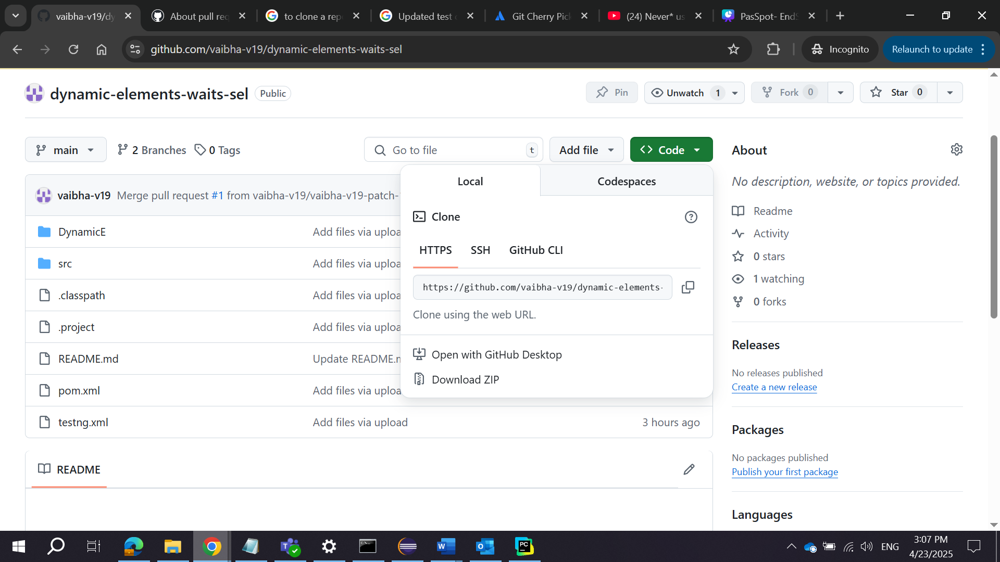 vaibha-v19/dy
About pull req
to clone a rep
Updated test c
Git Cherry Pick
(24) Never* us
PasSpot- EndS
github.com/vaibha-v19/dynamic-elements-waits-sel
Incognito
Relaunch to update
dynamic-elements-waits-sel
Public
Pin
Unwatch 1
Fork 0
Star 0
main
2 Branches
0 Tags
Go to file
t
Add file
Code
About
No description, website, or topics provided.
Readme
Activity
0 stars
1 watching
0 forks
Releases
No releases published
Create a new release
Packages
No packages published
Publish your first package
Languages
Local
Codespaces
Clone
HTTPS
SSH
GitHub CLI
https://github.com/vaibha-v19/dynamic-elements-
Clone using the web URL.
Open with GitHub Desktop
Download ZIP
vaibha-v19 Merge pull request #1 from vaibha-v19/vaibha-v19-patch-
DynamicE Add files via uploa
src Add files via uploa
.classpath Add files via uploa
.project Add files via uploa
README.md Update README.m
pom.xml Add files via uploa
testng.xml Add files via upload 3 hours ago
README
ENG
3:07 PM
4/23/2025